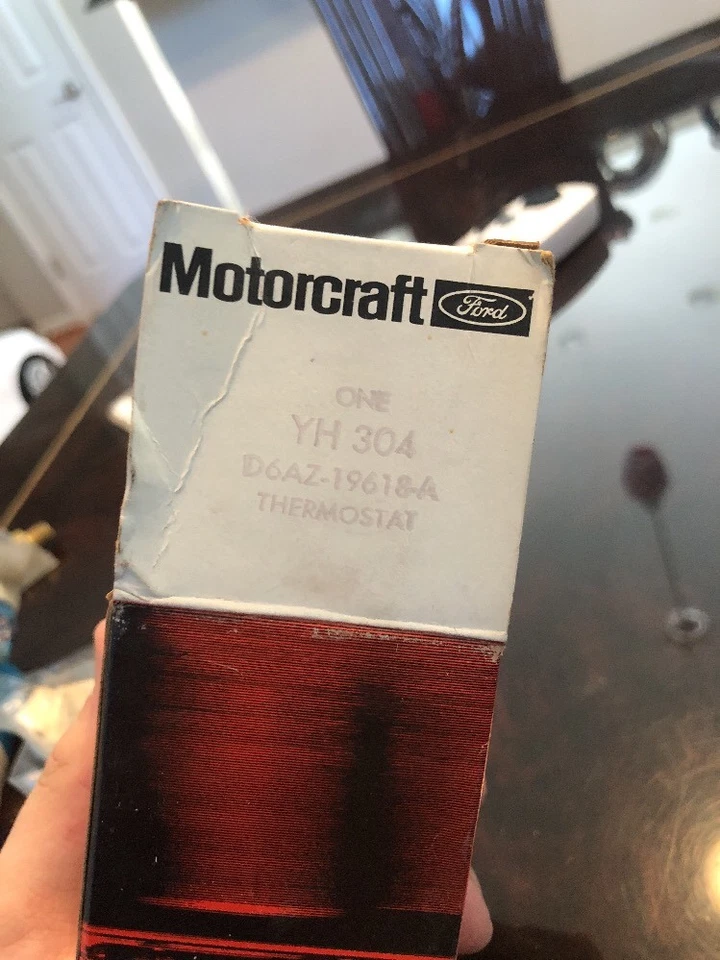 Motorcraft Ford
ONE
YH 304
D6AZ-19618-A
THERMOSTAT